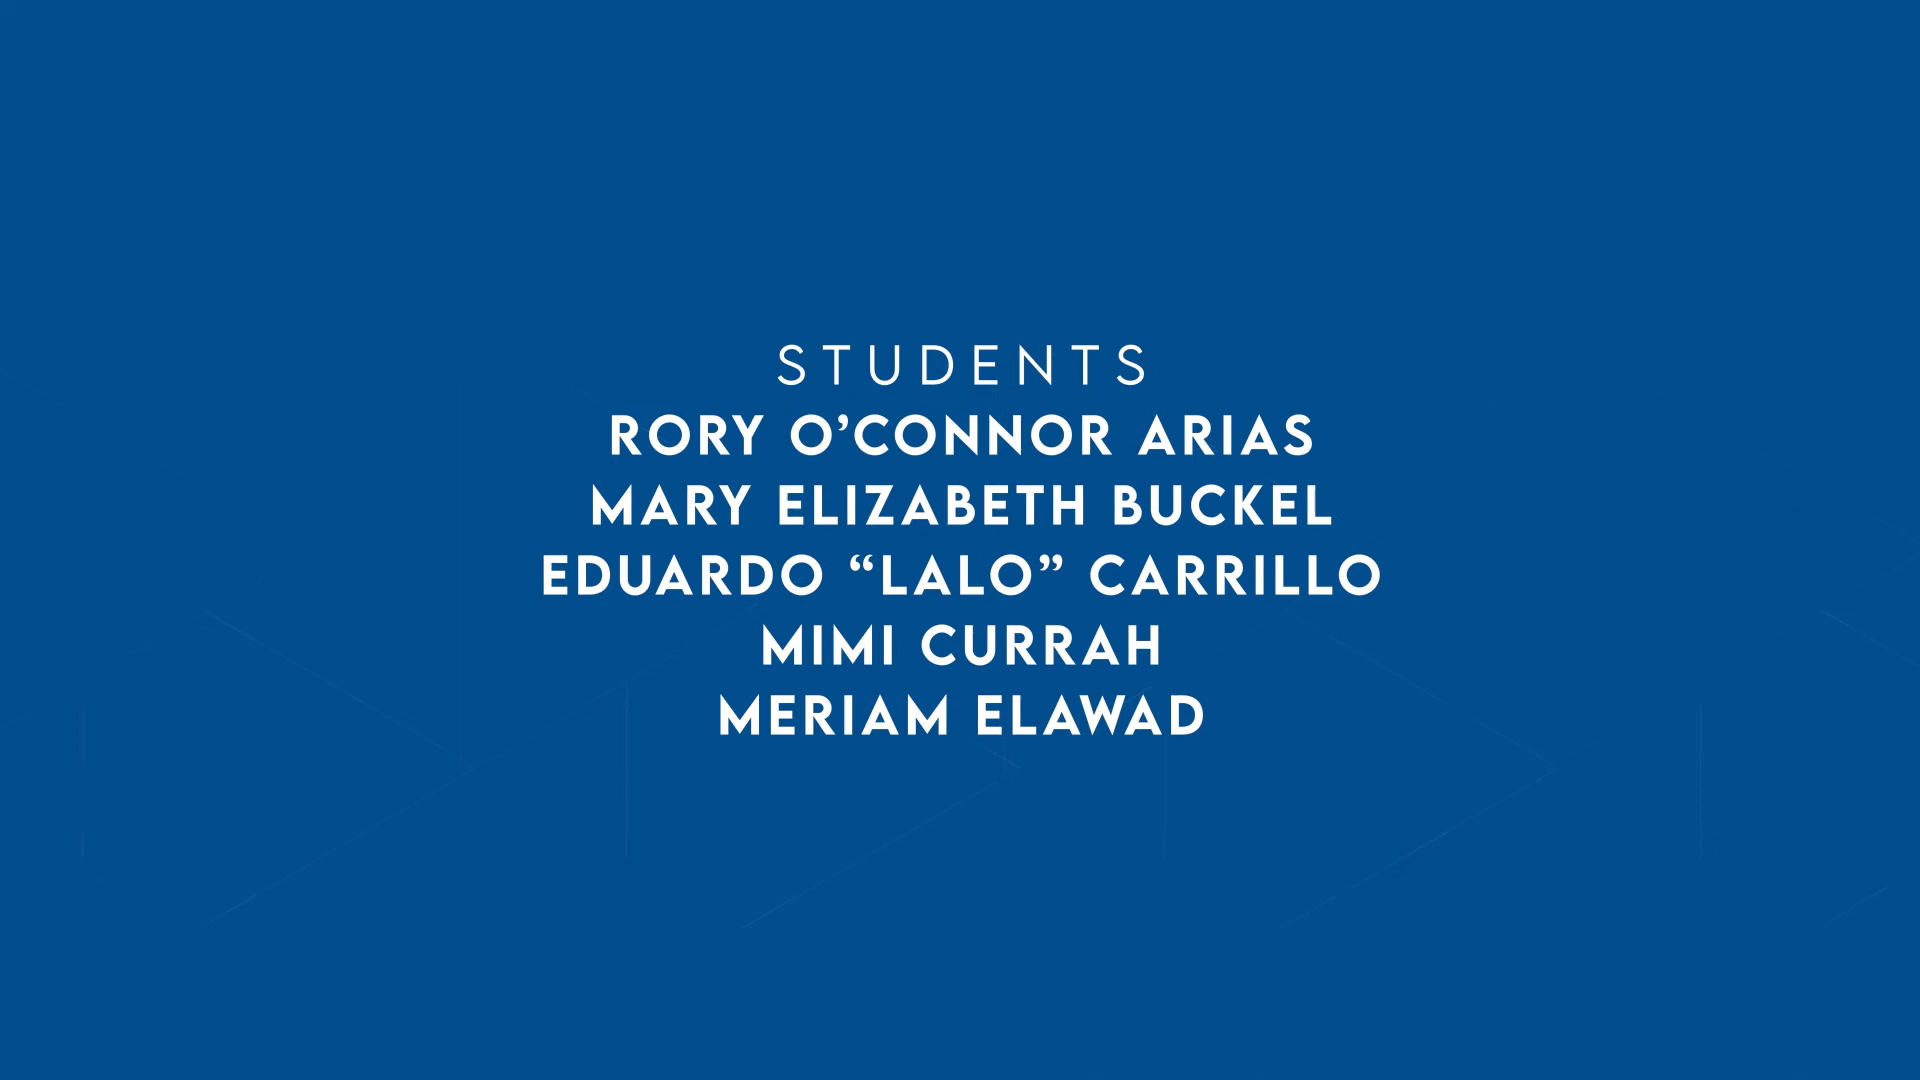 STUDENTS
RORY O’CONNOR ARIAS
MARY ELIZABETH BUCKEL
EDUARDO “LALO” CARRILLO
MIMI CURRAH
MERIAM ELAWAD